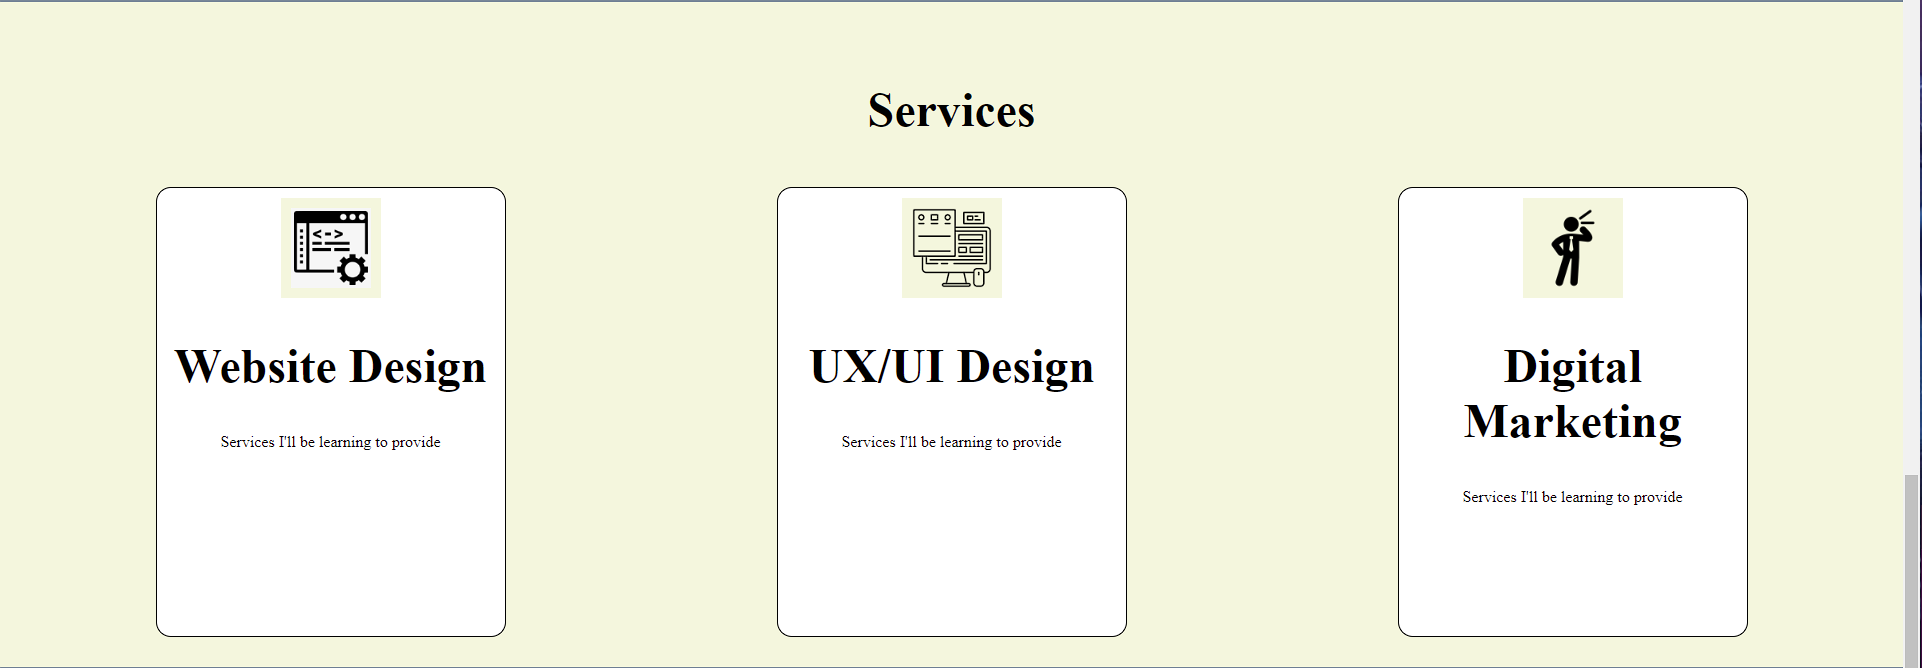 Services
Website Design
Services I'll be learning to provide
UX/UI Design
Services I'll be learning to provide
Digital
Marketing
Services I'll be learning to provide